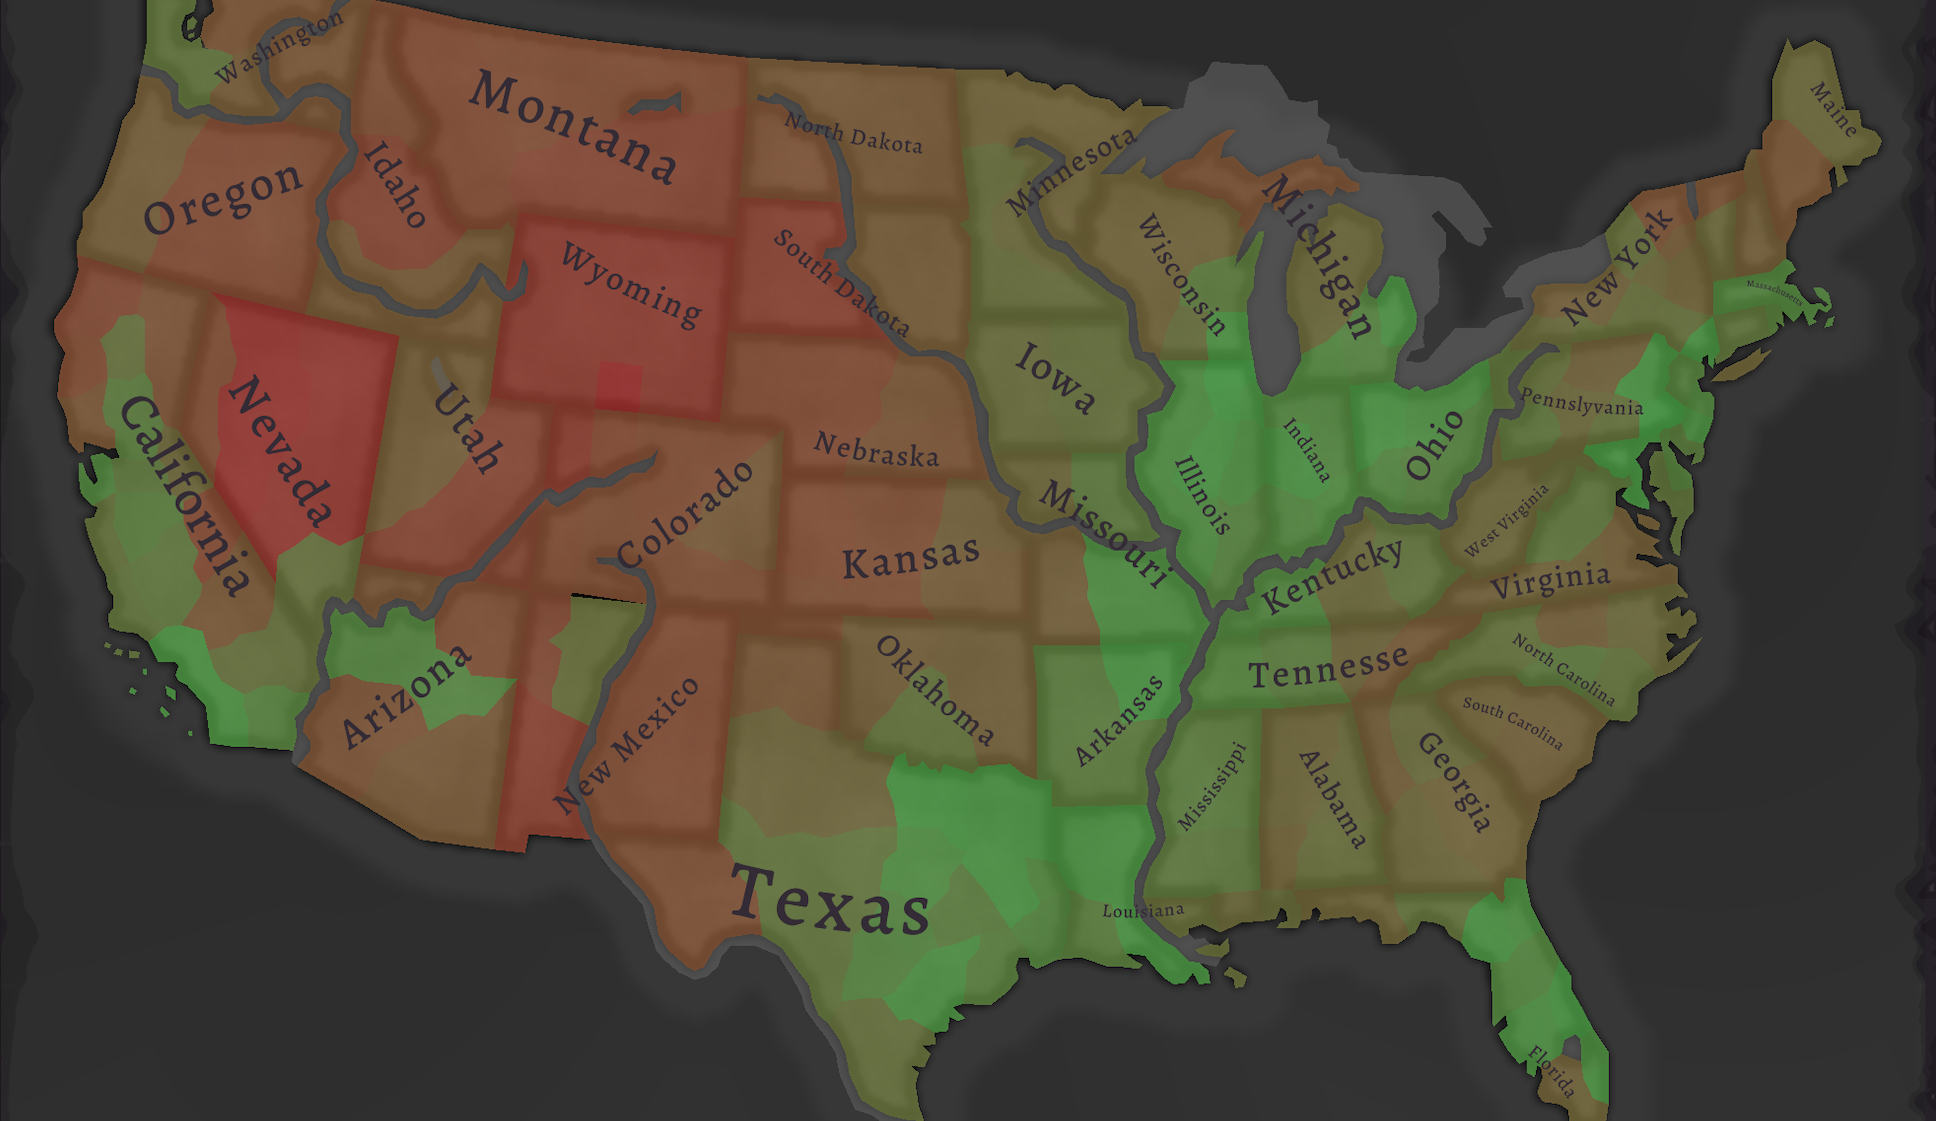 Washington
Montana
North Dakota
Minnesota
Maine
Oregon
Idaho
Wyoming
South Dakota
Wisconsin
Michigan
New York
Massachusetts
Nevada
Utah
Iowa
Pennslyvania
California
Colorado
Nebraska
Kansas
Missouri
Illinois
Indiana
Ohio
West Virginia
Virginia
Kentucky
Arizona
New Mexico
Oklahoma
Arkansas
Tennesse
North Carolina
South Carolina
Mississippi
Alabama
Georgia
Texas
Louisiana
Florida